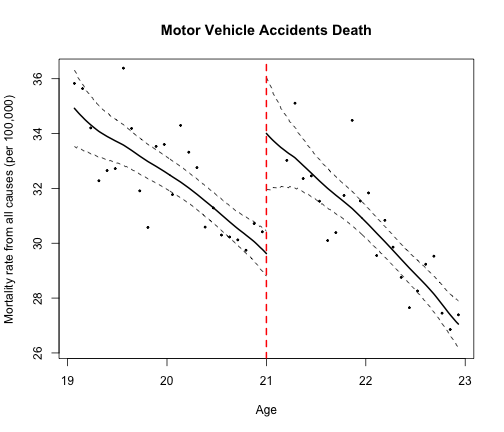 Motor Vehicle Accidents Death
Mortality rate from all causes (per 100,000)
36
34
32
30
28
26
19 20 21 22 23
Age